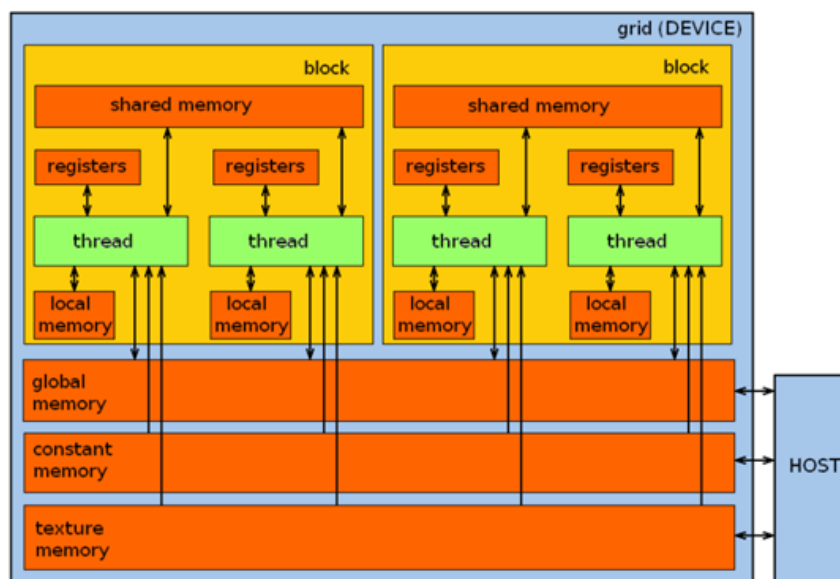 grid (DEVICE)
block
block
shared memory
shared memory
registers
registers
registers
registers
thread
thread
thread
thread
local
memory
local
memory
local
memory
local
memory
global
memory
constant
memory
HOST
texture
memory